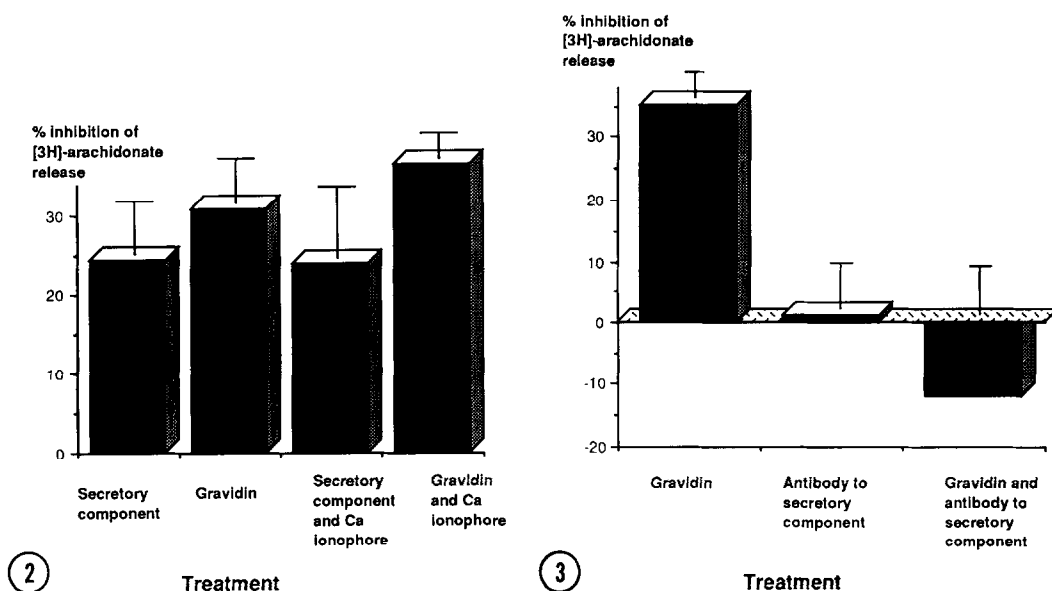 % inhibition of
[3H]-arachidonate
release
30
20
10
0
Secretory
component
Gravidin
Secretory
component
and Ca
ionophore
Gravidin
and Ca
ionophore
2
Treatment
% inhibition of
[3H]-arachidonate
release
30
20
10
0
-10
-20
Gravidin
Antibody to
secretory
component
Gravidin and
antibody to
secretory
component
3
Treatment